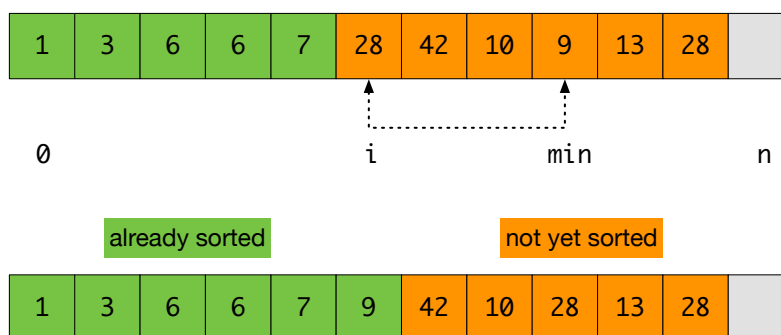 1 3 6 6 7 28 42 10 9 13 28
0 i min n
already sorted not yet sorted
1 3 6 6 7 9 42 10 28 13 28